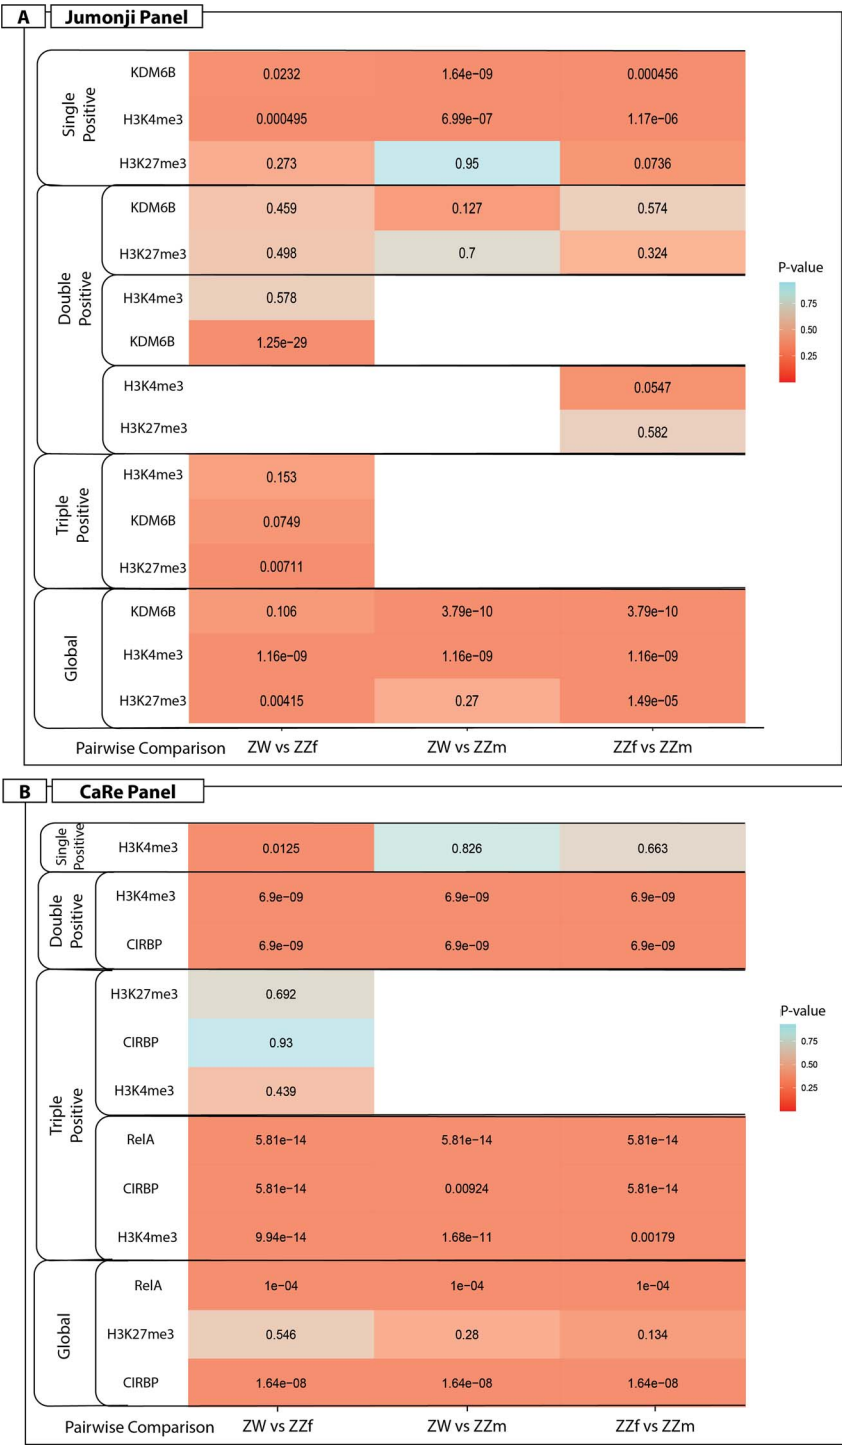 A Jumonji Panel
Single
Positive
KDM6B 0.0232 1.64e−09 0.000456
H3K4me3 0.000495 6.99e−07 1.17e−06
H3K27me3 0.273 0.95 0.0736
Double
Positive
KDM6B 0.459 0.127 0.574
H3K27me3 0.498 0.7 0.324
H3K4me3 0.578
KDM6B 1.25e−29
H3K4me3 0.0547
H3K27me3 0.582
Triple
Positive
H3K4me3 0.153
KDM6B 0.0749
H3K27me3 0.00711
Global
KDM6B 0.106 3.79e−10 3.79e−10
H3K4me3 1.16e−09 1.16e−09 1.16e−09
H3K27me3 0.00415 0.27 1.49e−05
Pairwise Comparison ZW vs ZZf ZW vs ZZm ZZf vs ZZm
P-value
0.75
0.50
0.25
B CaRe Panel
Single
Positive
H3K4me3 0.0125 0.826 0.663
Double
Positive
H3K4me3 6.9e−09 6.9e−09 6.9e−09
CIRBP 6.9e−09 6.9e−09 6.9e−09
Triple
Positive
H3K27me3 0.692
CIRBP 0.93
H3K4me3 0.439
RelA 5.81e−14 5.81e−14 5.81e−14
CIRBP 5.81e−14 0.00924 5.81e−14
H3K4me3 9.94e−14 1.68e−11 0.00179
Global
RelA 1e−04 1e−04 1e−04
H3K27me3 0.546 0.28 0.134
CIRBP 1.64e−08 1.64e−08 1.64e−08
Pairwise Comparison ZW vs ZZf ZW vs ZZm ZZf vs ZZm
P-value
0.75
0.50
0.25